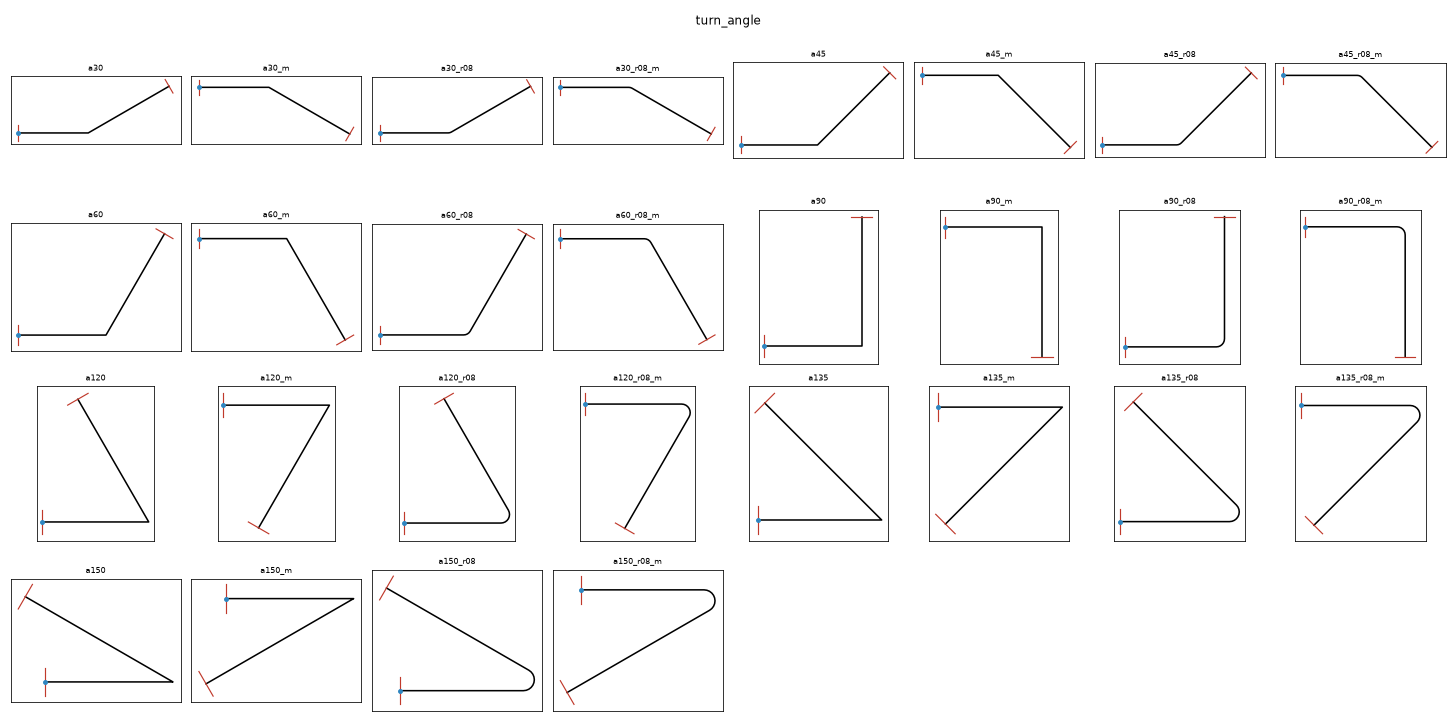 turn_angle
a30 a30_m a30_r08 a30_r08_m a45 a45_m a45_r08 a45_r08_m
a60 a60_m a60_r08 a60_r08_m a90 a90_m a90_r08 a90_r08_m
a120 a120_m a120_r08 a120_r08_m a135 a135_m a135_r08 a135_r08_m
a150 a150_m a150_r08 a150_r08_m